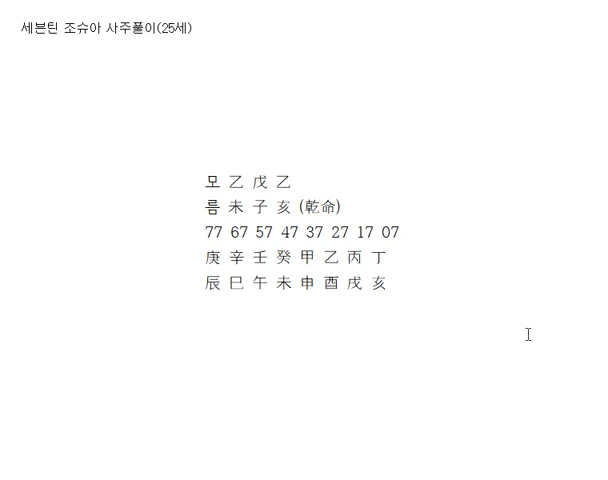 세븐틴 조슈아 사주풀이(25세)
모 乙 戊 乙
름 未 子 亥 (乾命)
77 67 57 47 37 27 17 07
庚 辛 壬 癸 甲 乙 丙 丁
辰 巳 午 未 申 酉 戌 亥